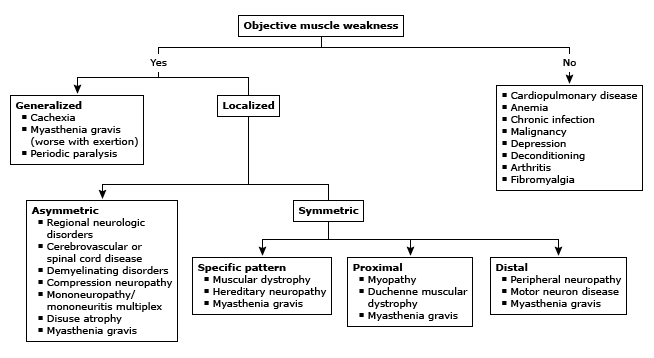 Objective muscle weakness
Yes
No
Generalized
▪ Cachexia
▪ Myasthenia gravis
(worse with exertion)
▪ Periodic paralysis
Localized
▪ Cardiopulmonary disease
▪ Anemia
▪ Chronic infection
▪ Malignancy
▪ Depression
▪ Deconditioning
▪ Arthritis
▪ Fibromyalgia
Asymmetric
▪ Regional neurologic
disorders
▪ Cerebrovascular or
spinal cord disease
▪ Demyelinating disorders
▪ Compression neuropathy
▪ Mononeuropathy/
mononeuritis multiplex
▪ Disuse atrophy
▪ Myasthenia gravis
Symmetric
Specific pattern
▪ Muscular dystrophy
▪ Hereditary neuropathy
▪ Myasthenia gravis
Proximal
▪ Myopathy
▪ Duchenne muscular
dystrophy
▪ Myasthenia gravis
Distal
▪ Peripheral neuropathy
▪ Motor neuron disease
▪ Myasthenia gravis